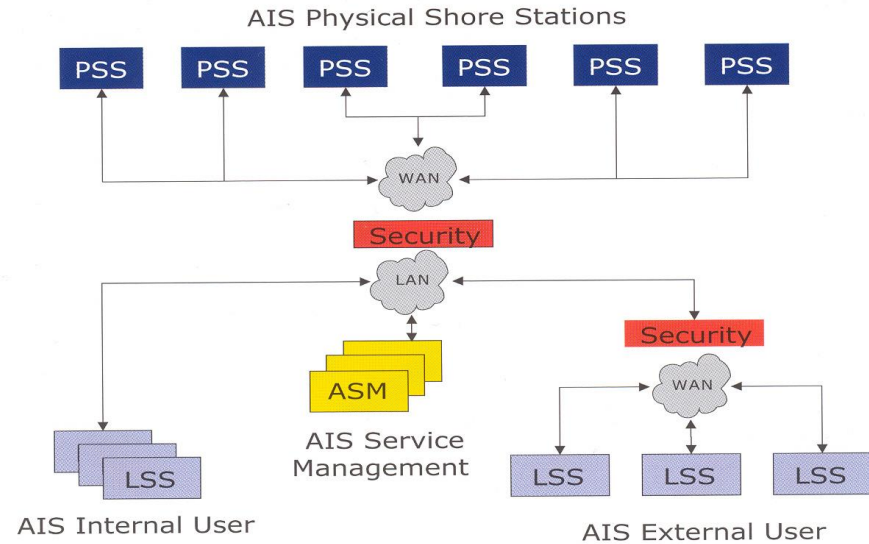 AIS Physical Shore Stations
PSS PSS PSS PSS PSS PSS
WAN
Security
LAN
Security
ASM
WAN
AIS Service
Management
LSS
LSS LSS LSS
AIS Internal User
AIS External User